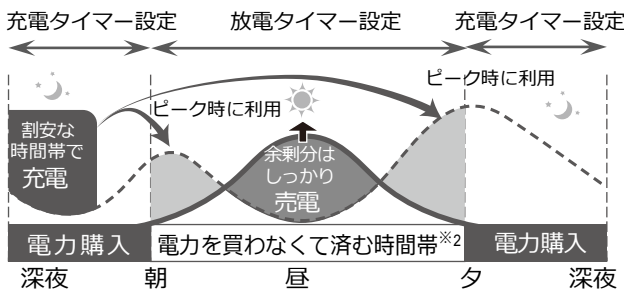 充電タイマー設定
放電タイマー設定
充電タイマー設定
ピーク時に利用
ピーク時に利用
割安な
時間帯で
充電
余剰分は
しっかり
売電
電力購入
電力を買わなくて済む時間帯※2
電力購入
深夜
朝
昼
夕
深夜